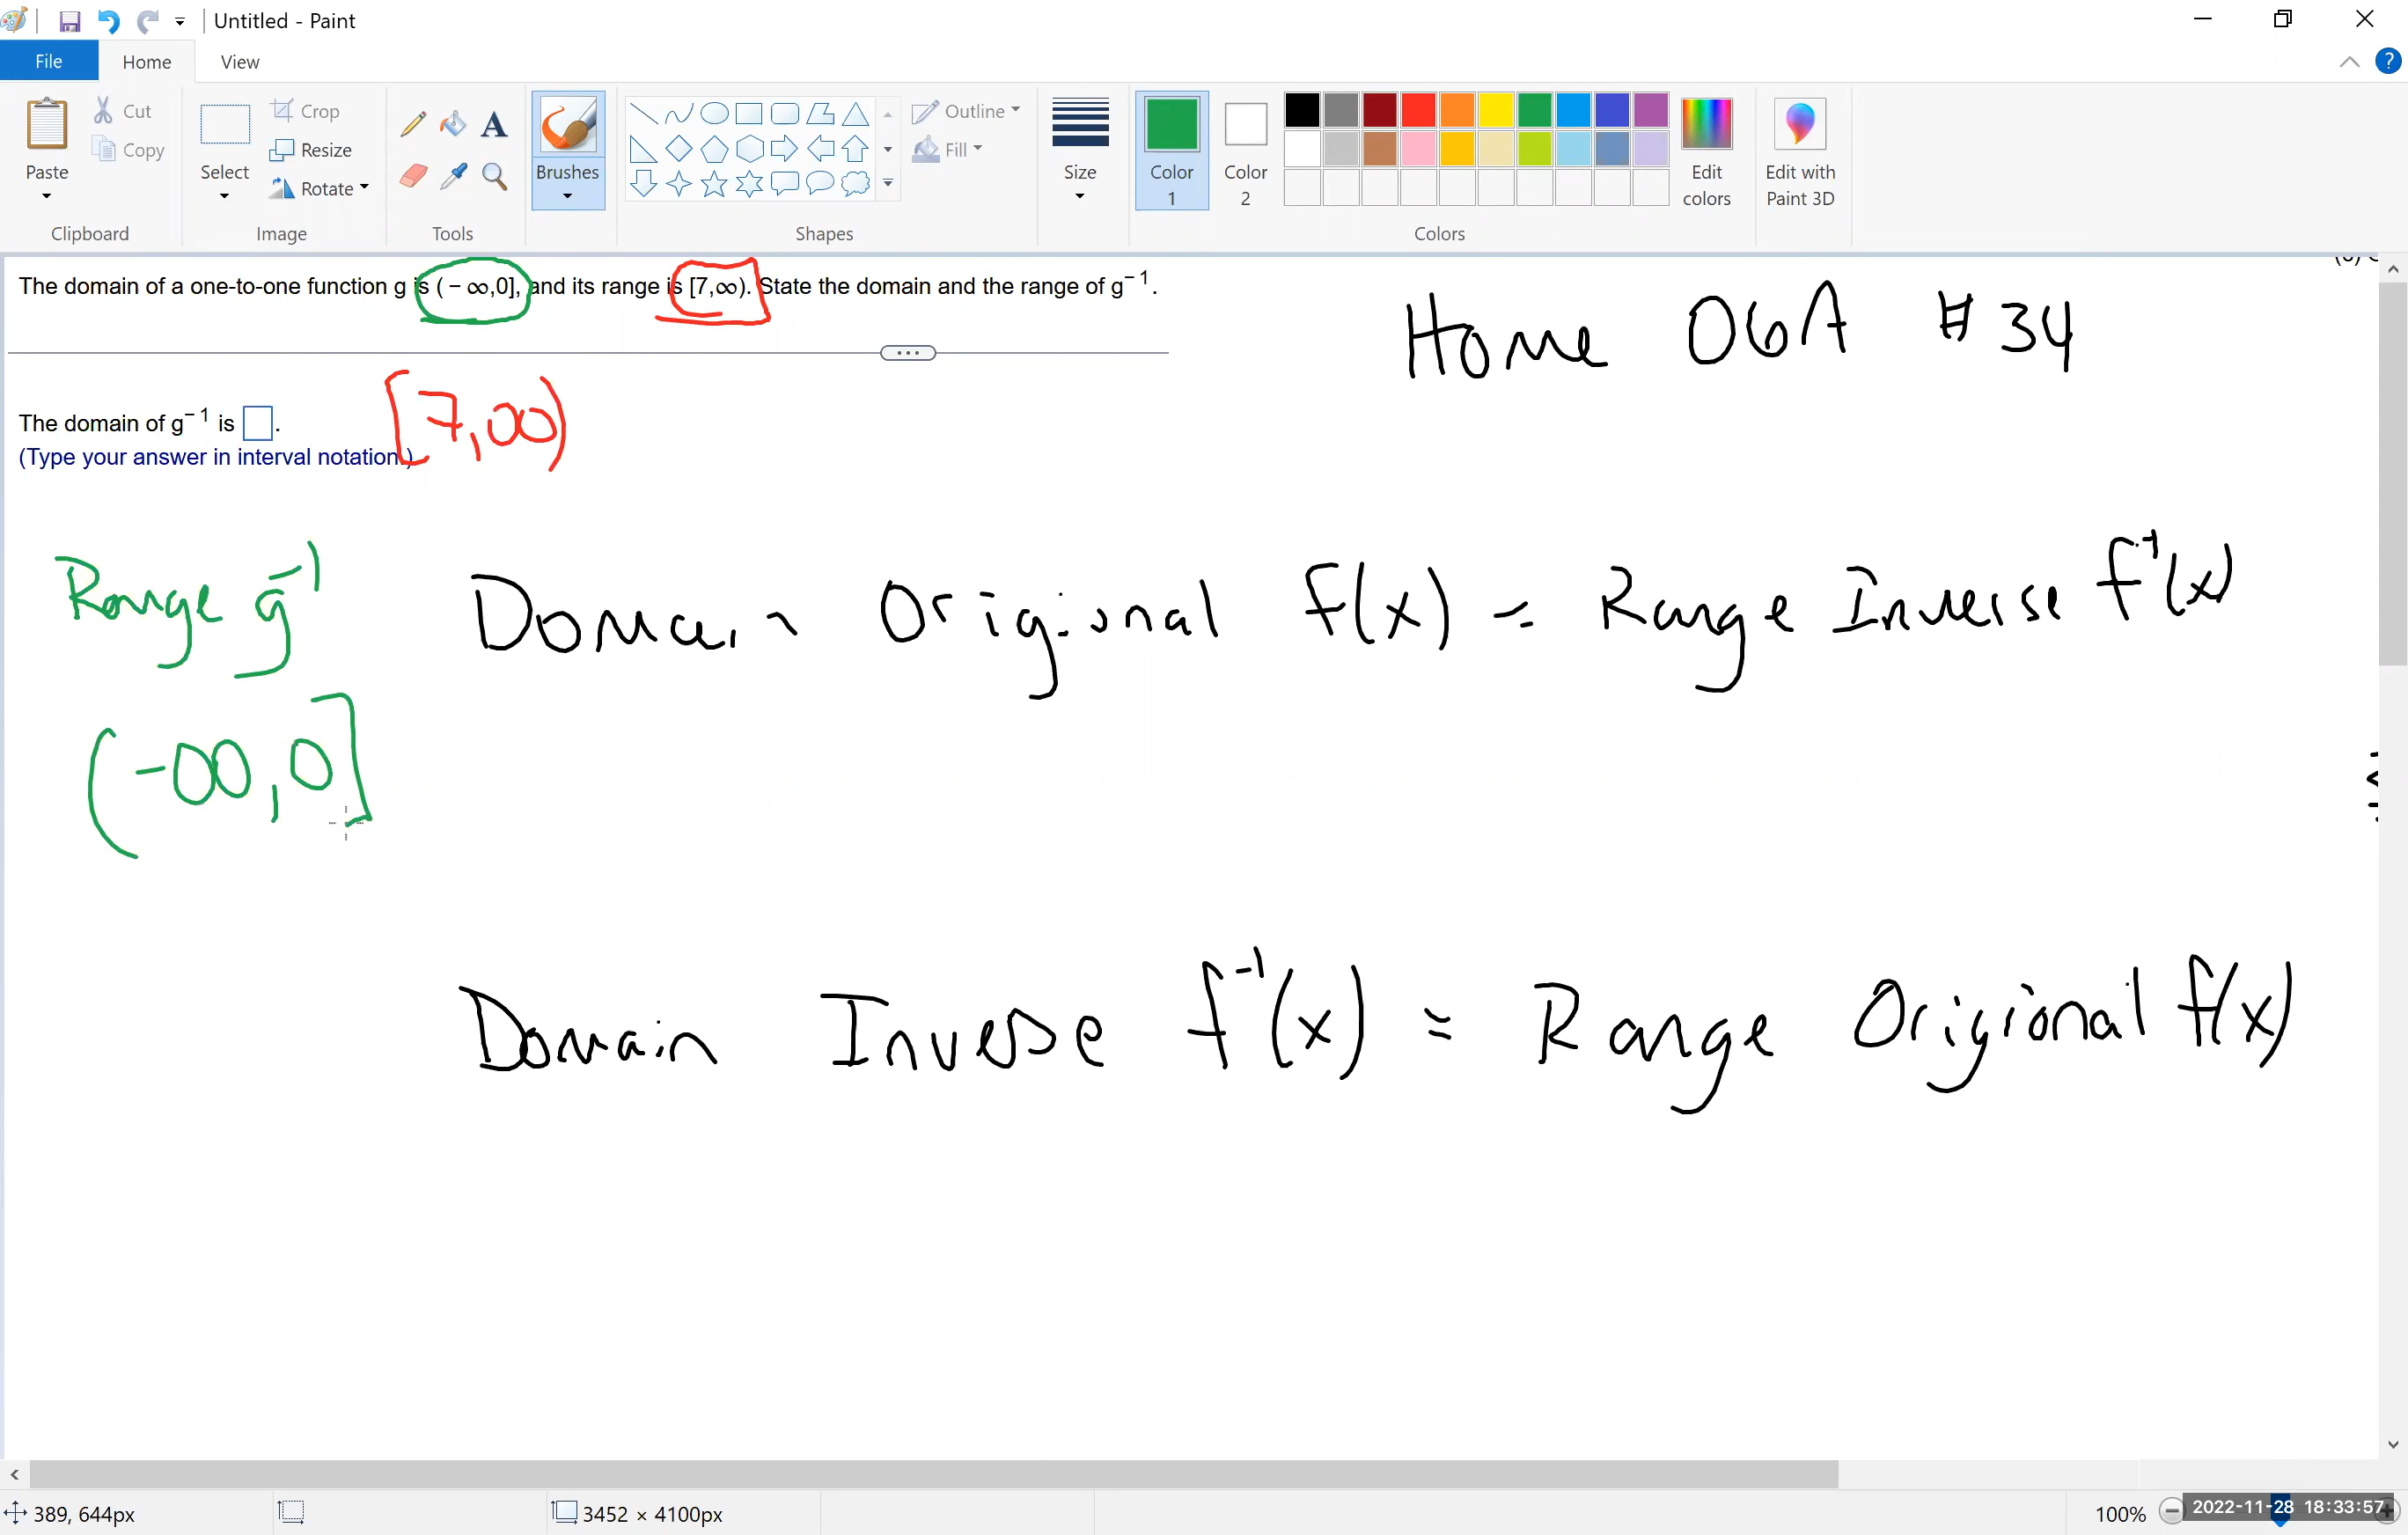 Untitled - Paint
File Home View
Paste
Cut
Copy
Clipboard
Select
Crop
Resize
Rotate
Image
A
Tools
Brushes
Shapes
Outline
Fill
Size
Color 1
Color 2
Colors
Edit colors
Edit with Paint 3D
The domain of a one-to-one function g is (−∞,0], and its range is [7,∞). State the domain and the range of g⁻¹.
Home 06A #34
The domain of g⁻¹ is .
(Type your answer in interval notation.)
[7,∞)
Range g⁻¹
(-∞,0]
Domain Origional f(x) = Range Inverse f⁻¹(x)
Domain Inverse f⁻¹(x) = Range Origional f(x)
389, 644px
3452 × 4100px
100%
2022-11-28 18:33:57